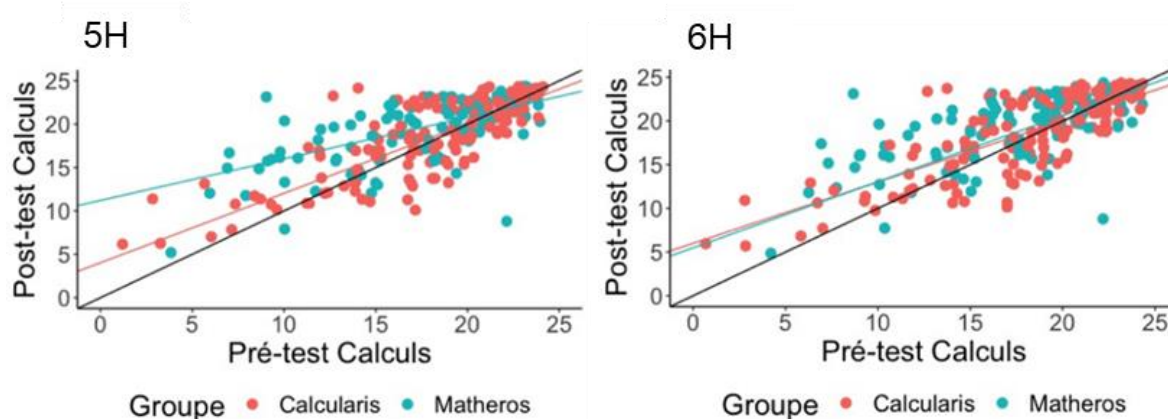 5H
25
20
15
10
5
0
Post-test Calculs
0 5 10 15 20 25
Pré-test Calculs
Groupe Calcularis Matheros
6H
25
20
15
10
5
0
Post-test Calculs
0 5 10 15 20 25
Pré-test Calculs
Groupe Calcularis Matheros